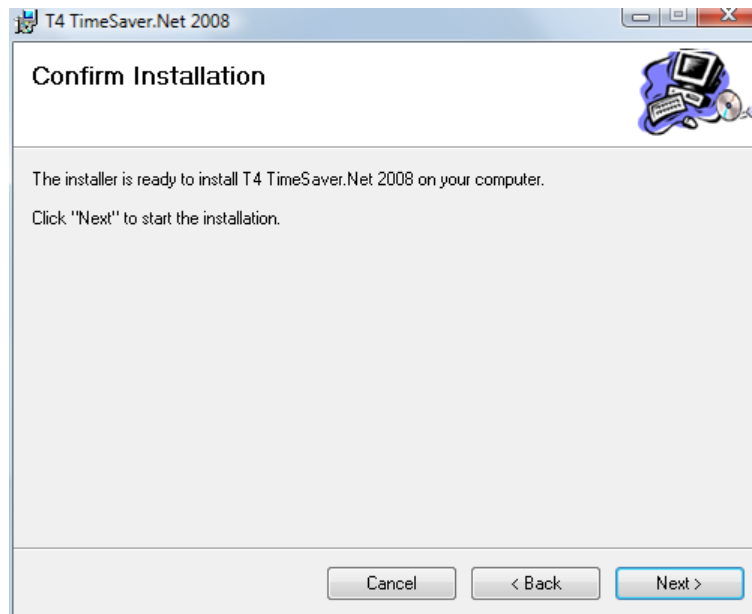 T4 TimeSaver.Net 2008
Confirm Installation
The installer is ready to install T4 TimeSaver.Net 2008 on your computer.
Click "Next" to start the installation.
Cancel
< Back
Next >